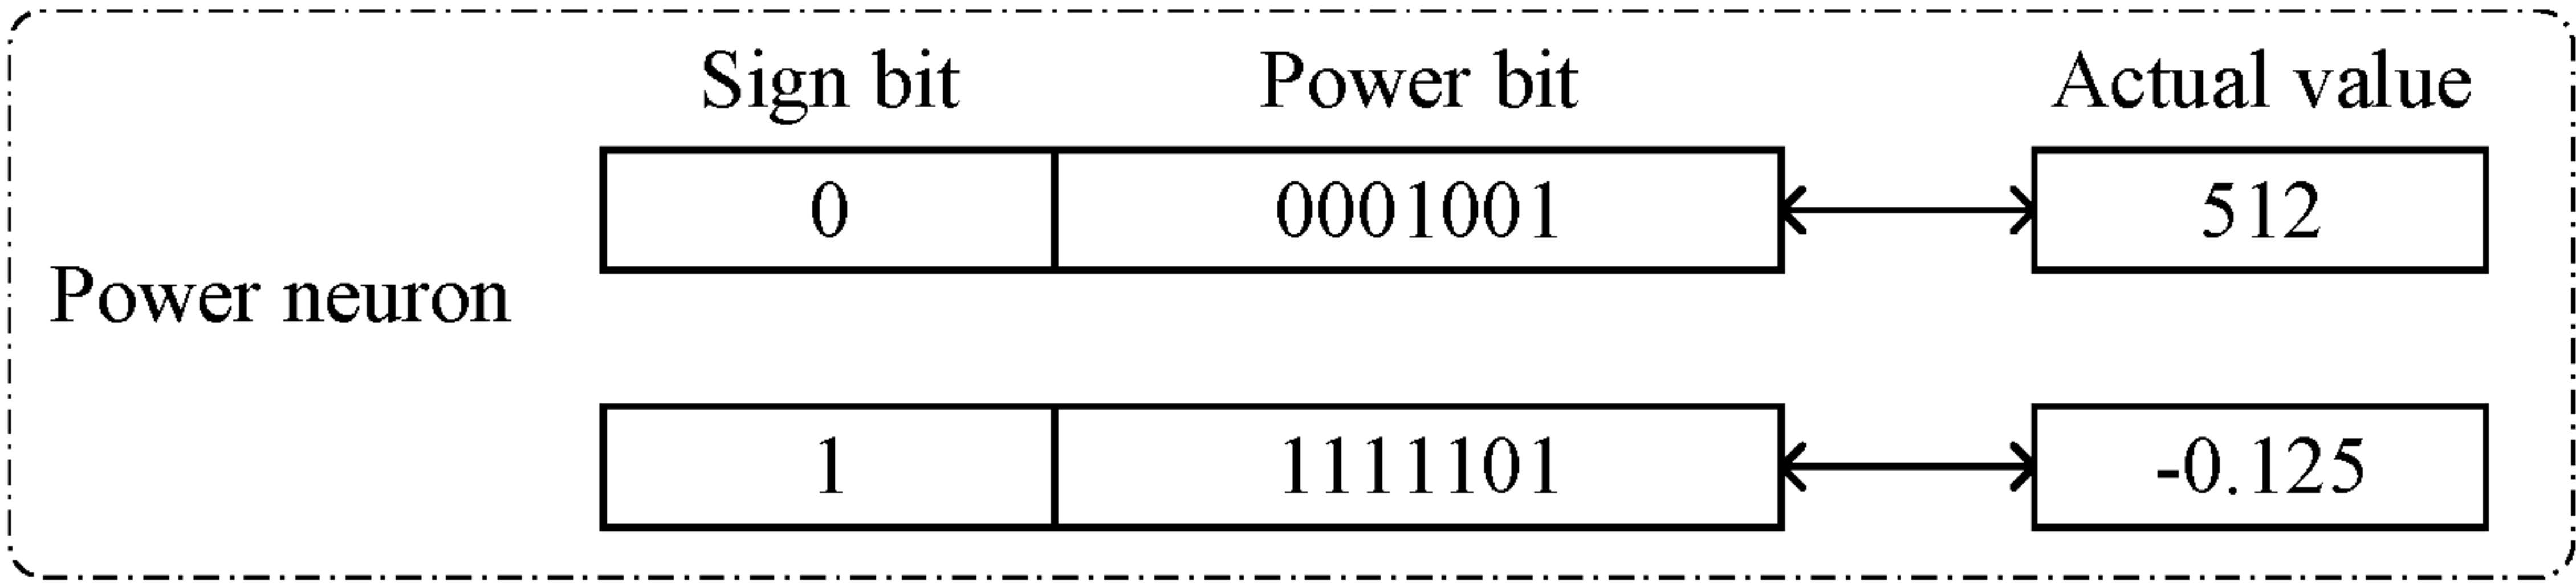 Sign bit Power bit Actual value
0 0001001 512
Power neuron
1 1111101 -0.125